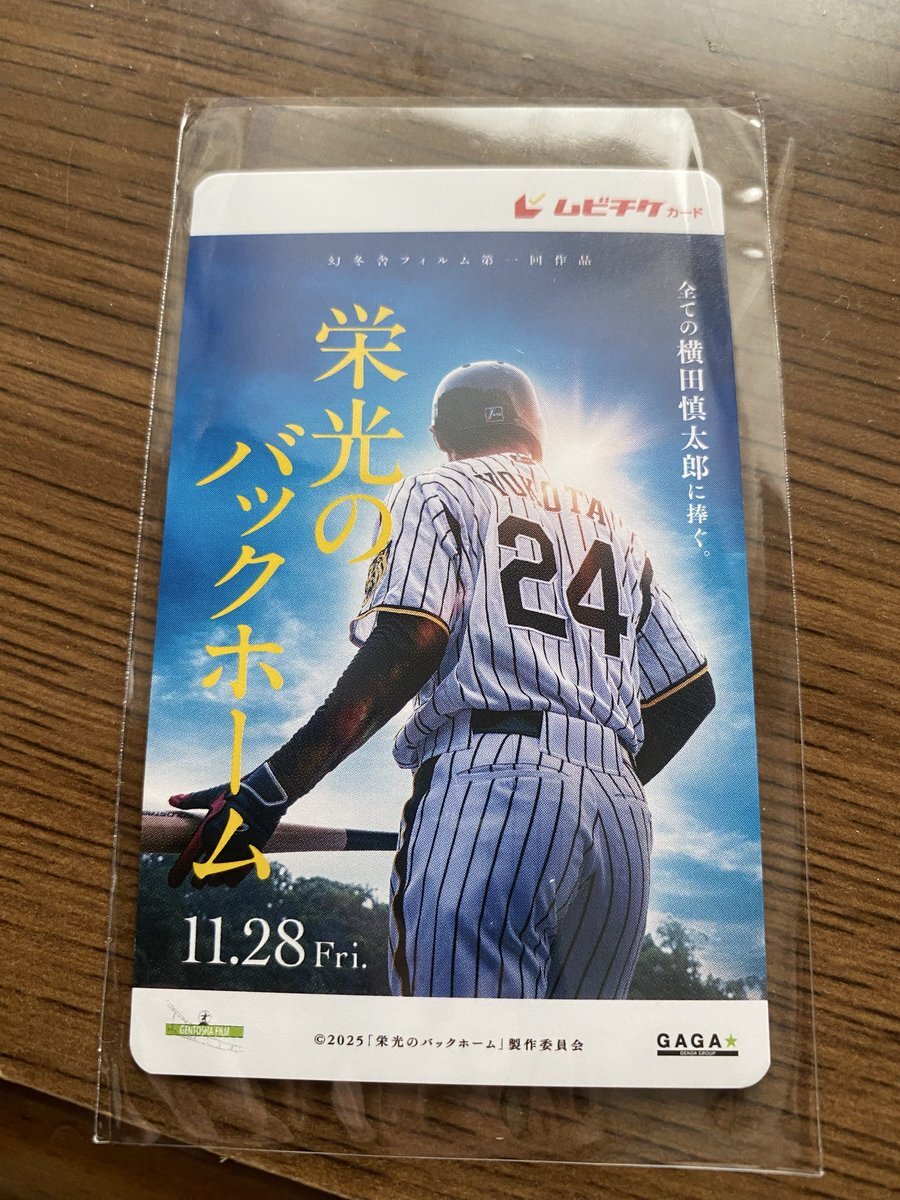 ムビチケカード
幻冬舎フィルム第一回作品
全ての横田慎太郎に捧ぐ。
栄光の
バックホーム
YOKOTA
24
11.28 Fri.
GENTOSHA FILM
©2025「栄光のバックホーム」製作委員会
GAGA★
GENDA GROUP